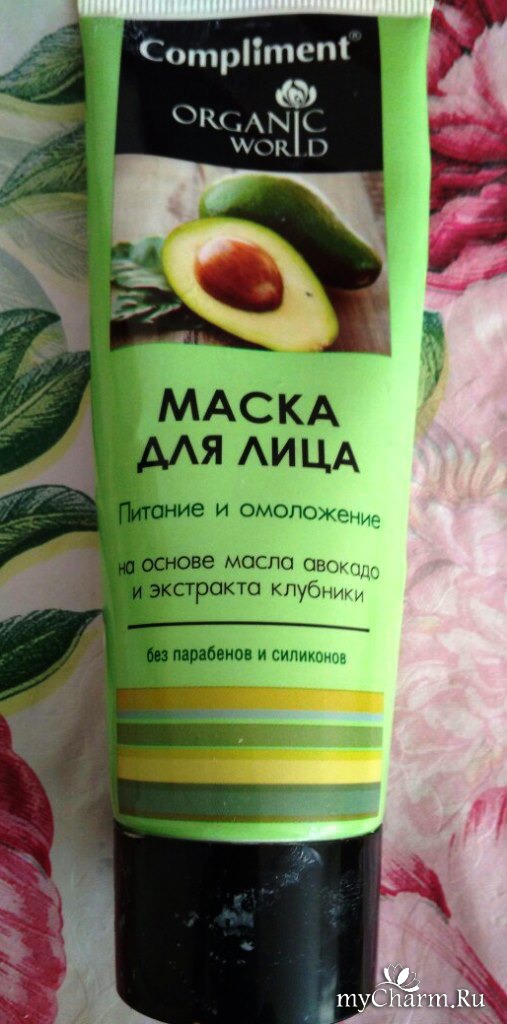 Compliment®
ORGANIC
WORLD
МАСКА
ДЛЯ ЛИЦА
Питание и омоложение
на основе масла авокадо
и экстракта клубники
без парабенов и силиконов
myCharm.Ru